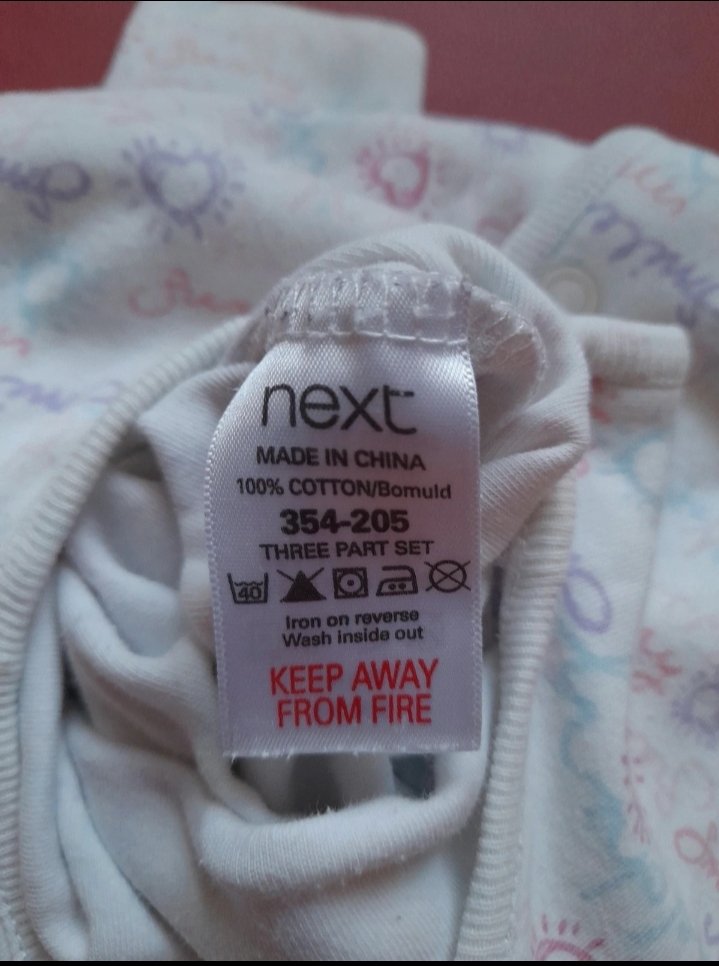 next
MADE IN CHINA
100% COTTON/Bomuld
354-205
THREE PART SET
40
Iron on reverse
Wash inside out
KEEP AWAY
FROM FIRE
smile